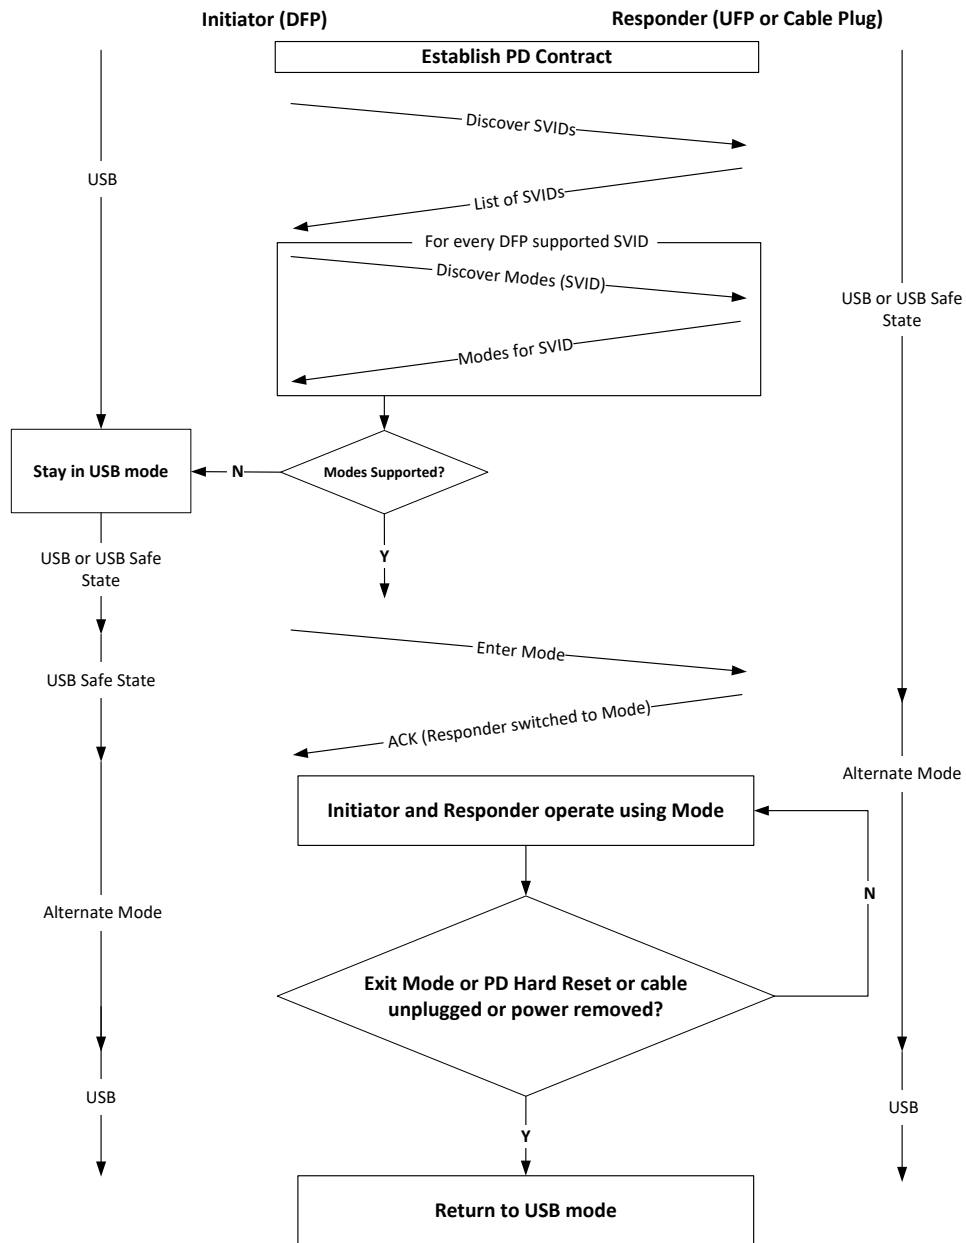 Initiator (DFP)
Responder (UFP or Cable Plug)
Establish PD Contract
Discover SVIDs
USB
List of SVIDs
For every DFP supported SVID
Discover Modes (SVID)
USB or USB Safe
State
Modes for SVID
Stay in USB mode
N
Modes Supported?
Y
USB or USB Safe
State
Enter Mode
USB Safe State
ACK (Responder switched to Mode)
Alternate Mode
Initiator and Responder operate using Mode
N
Alternate Mode
Exit Mode or PD Hard Reset or cable
unplugged or power removed?
USB
USB
Y
Return to USB mode